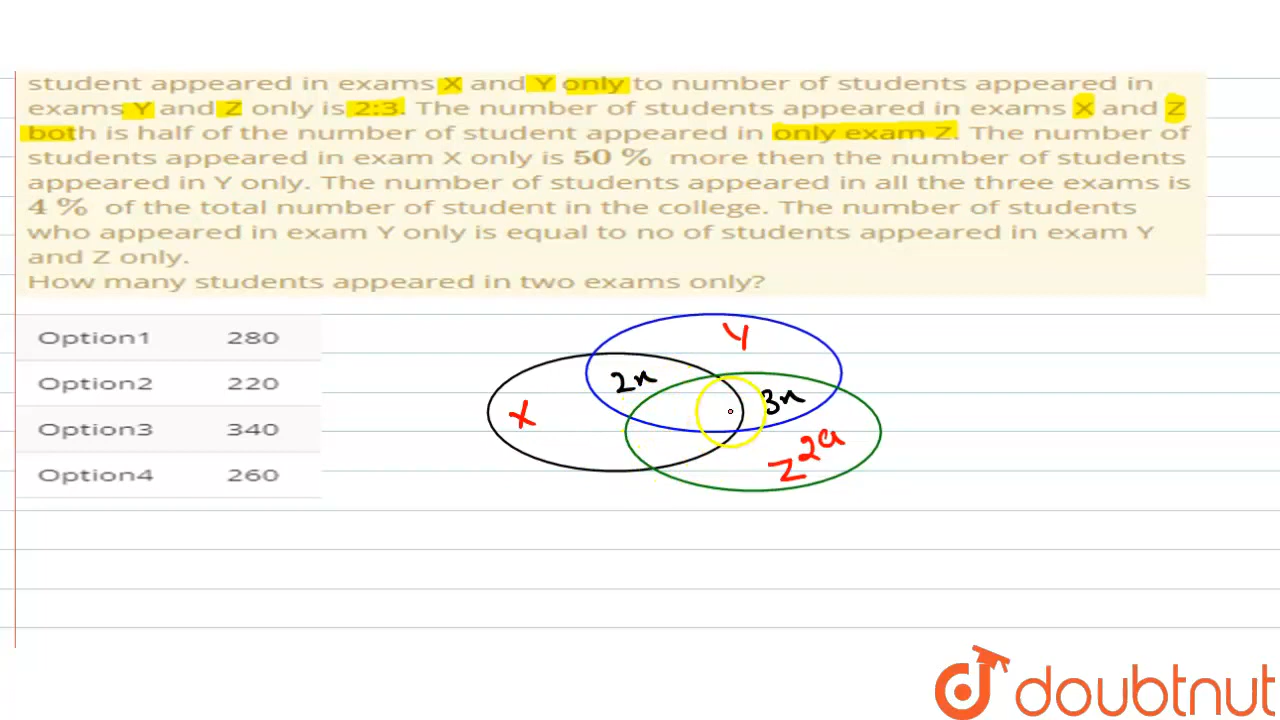 student appeared in exams X and Y only to number of students appeared in
exams Y and Z only is 2:3. The number of students appeared in exams X and Z
both is half of the number of student appeared in only exam Z. The number of
students appeared in exam X only is 50 % more then the number of students
appeared in Y only. The number of students appeared in all the three exams is
4 % of the total number of student in the college. The number of students
who appeared in exam Y only is equal to no of students appeared in exam Y
and Z only.
How many students appeared in two exams only?
Option1 280
Option2 220
Option3 340
Option4 260
Y
2x
3x
X
Z 2a
doubtnut